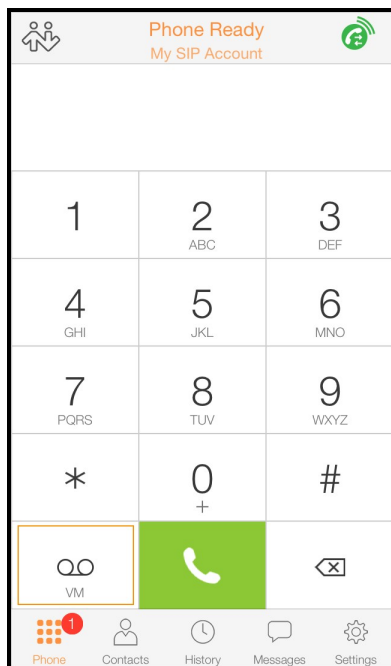 Phone Ready
My SIP Account
1 2 3
ABC DEF
4 5 6
GHI JKL MNO
7 8 9
PQRS TUV WXYZ
* 0 #
+
VM
1
Phone Contacts History Messages Settings